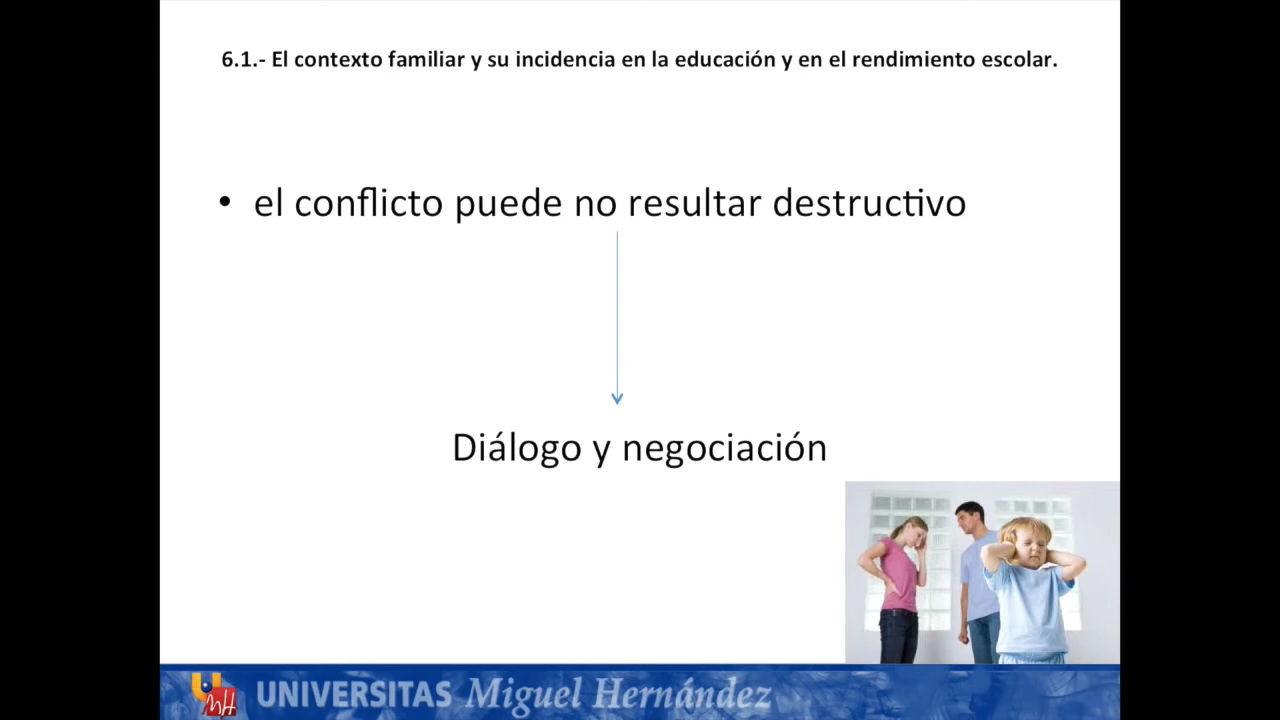 6.1.- El contexto familiar y su incidencia en la educación y en el rendimiento escolar.
• el conflicto puede no resultar destructivo
Diálogo y negociación
UMH UNIVERSITAS Miguel Hernández